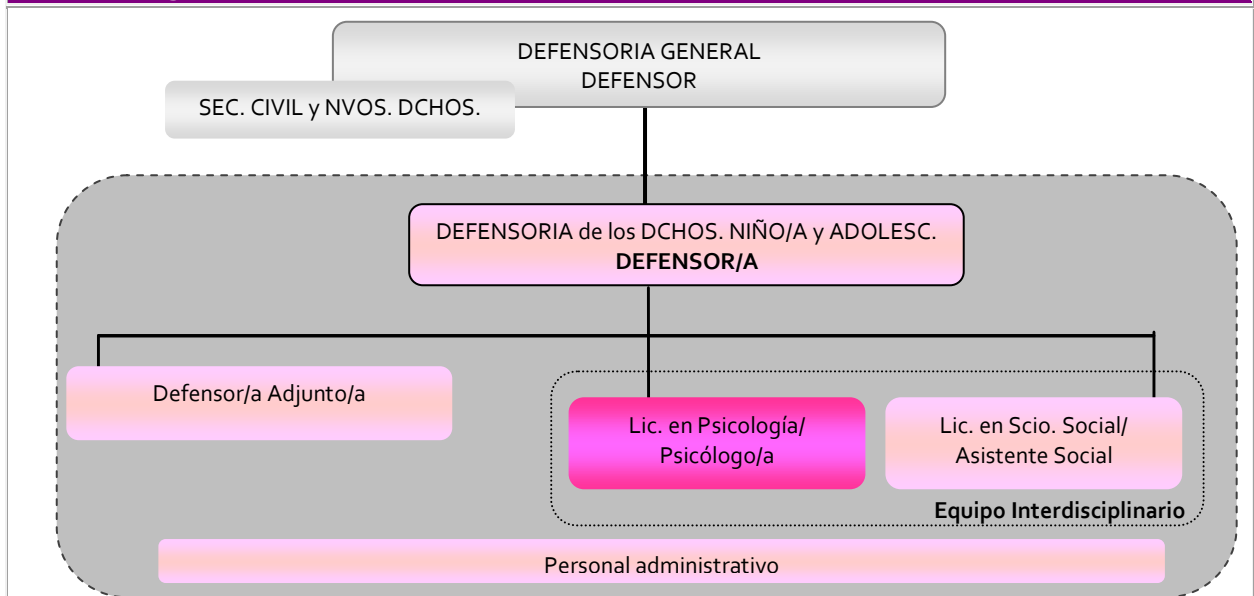 DEFENSORIA GENERAL
DEFENSOR
SEC. CIVIL y NVOS. DCHOS.
DEFENSORIA de los DCHOS. NIÑO/A y ADOLESC.
DEFENSOR/A
Defensor/a Adjunto/a
Lic. en Psicología/
Psicólogo/a
Lic. en Scio. Social/
Asistente Social
Equipo Interdisciplinario
Personal administrativo